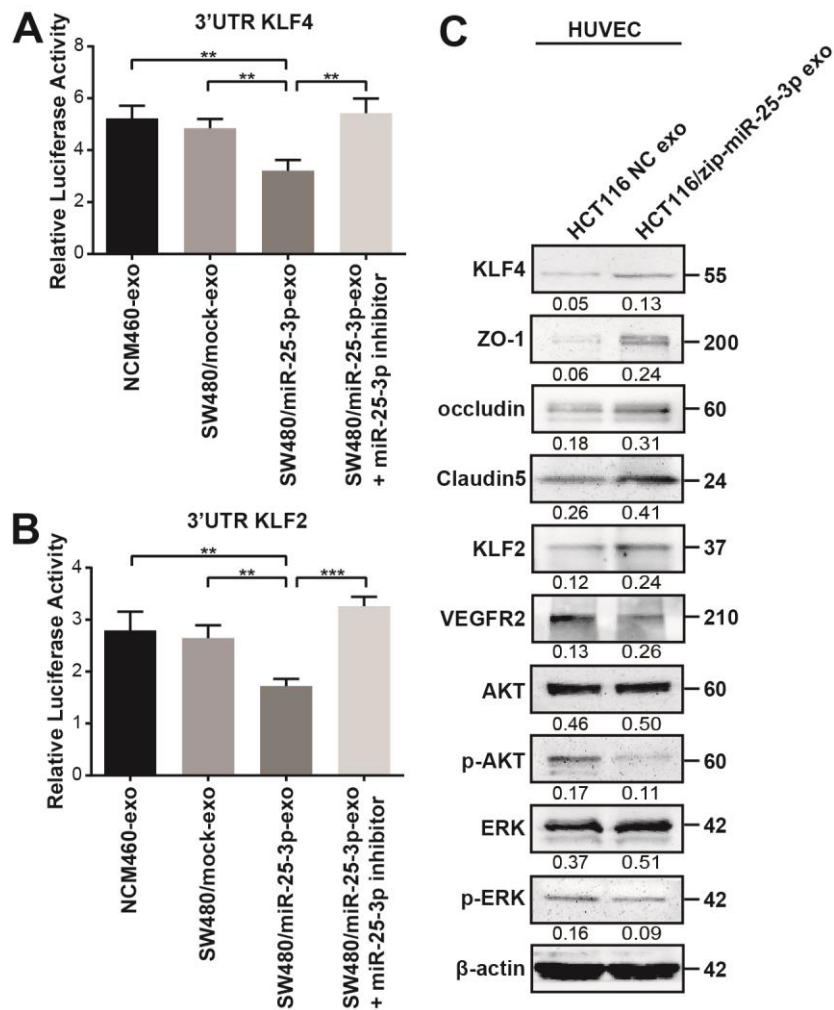 A
3'UTR KLF4
Relative Luciferase Activity
8
6
4
2
0
**
**
**
NCM460-exo
SW480/mock-exo
SW480/miR-25-3p-exo
SW480/miR-25-3p-exo
+ miR-25-3p inhibitor
B
3'UTR KLF2
Relative Luciferase Activity
4
3
2
1
0
**
**
***
NCM460-exo
SW480/mock-exo
SW480/miR-25-3p-exo
SW480/miR-25-3p-exo
+ miR-25-3p inhibitor
C
HUVEC
HCT116 NC exo
HCT116/zip-miR-25-3p exo
KLF4 55
0.05 0.13
ZO-1 200
0.06 0.24
occludin 60
0.18 0.31
Claudin5 24
0.26 0.41
KLF2 37
0.12 0.24
VEGFR2 210
0.13 0.26
AKT 60
0.46 0.50
p-AKT 60
0.17 0.11
ERK 42
0.37 0.51
p-ERK 42
0.16 0.09
β-actin 42